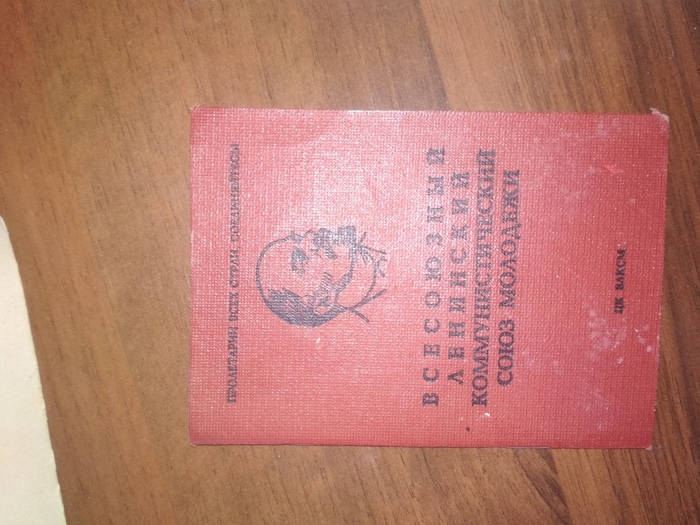 ПРОЛЕТАРИИ ВСЕХ СТРАН, СОЕДИНЯЙТЕСЬ!
ВСЕСОЮЗНЫЙ
ЛЕНИНСКИЙ
КОММУНИСТИЧЕСКИЙ
СОЮЗ МОЛОДЕЖИ
ЦК ВЛКСМ